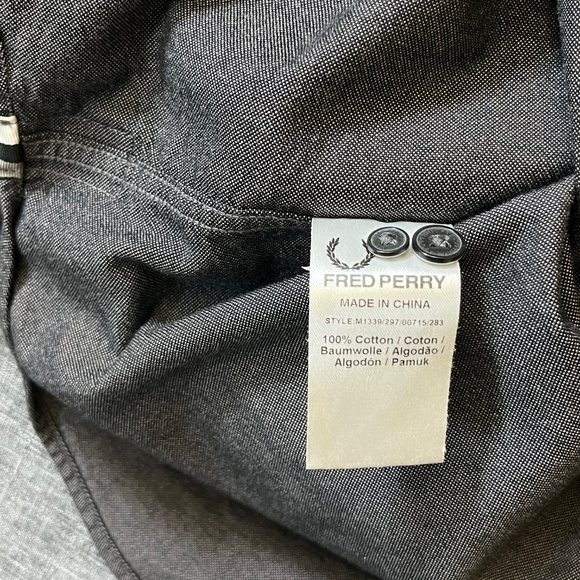 FRED PERRY
MADE IN CHINA
STYLE:M1339/297/00715/283
100% Cotton / Coton /
Baumwolle / Algodão /
Algodón / Pamuk